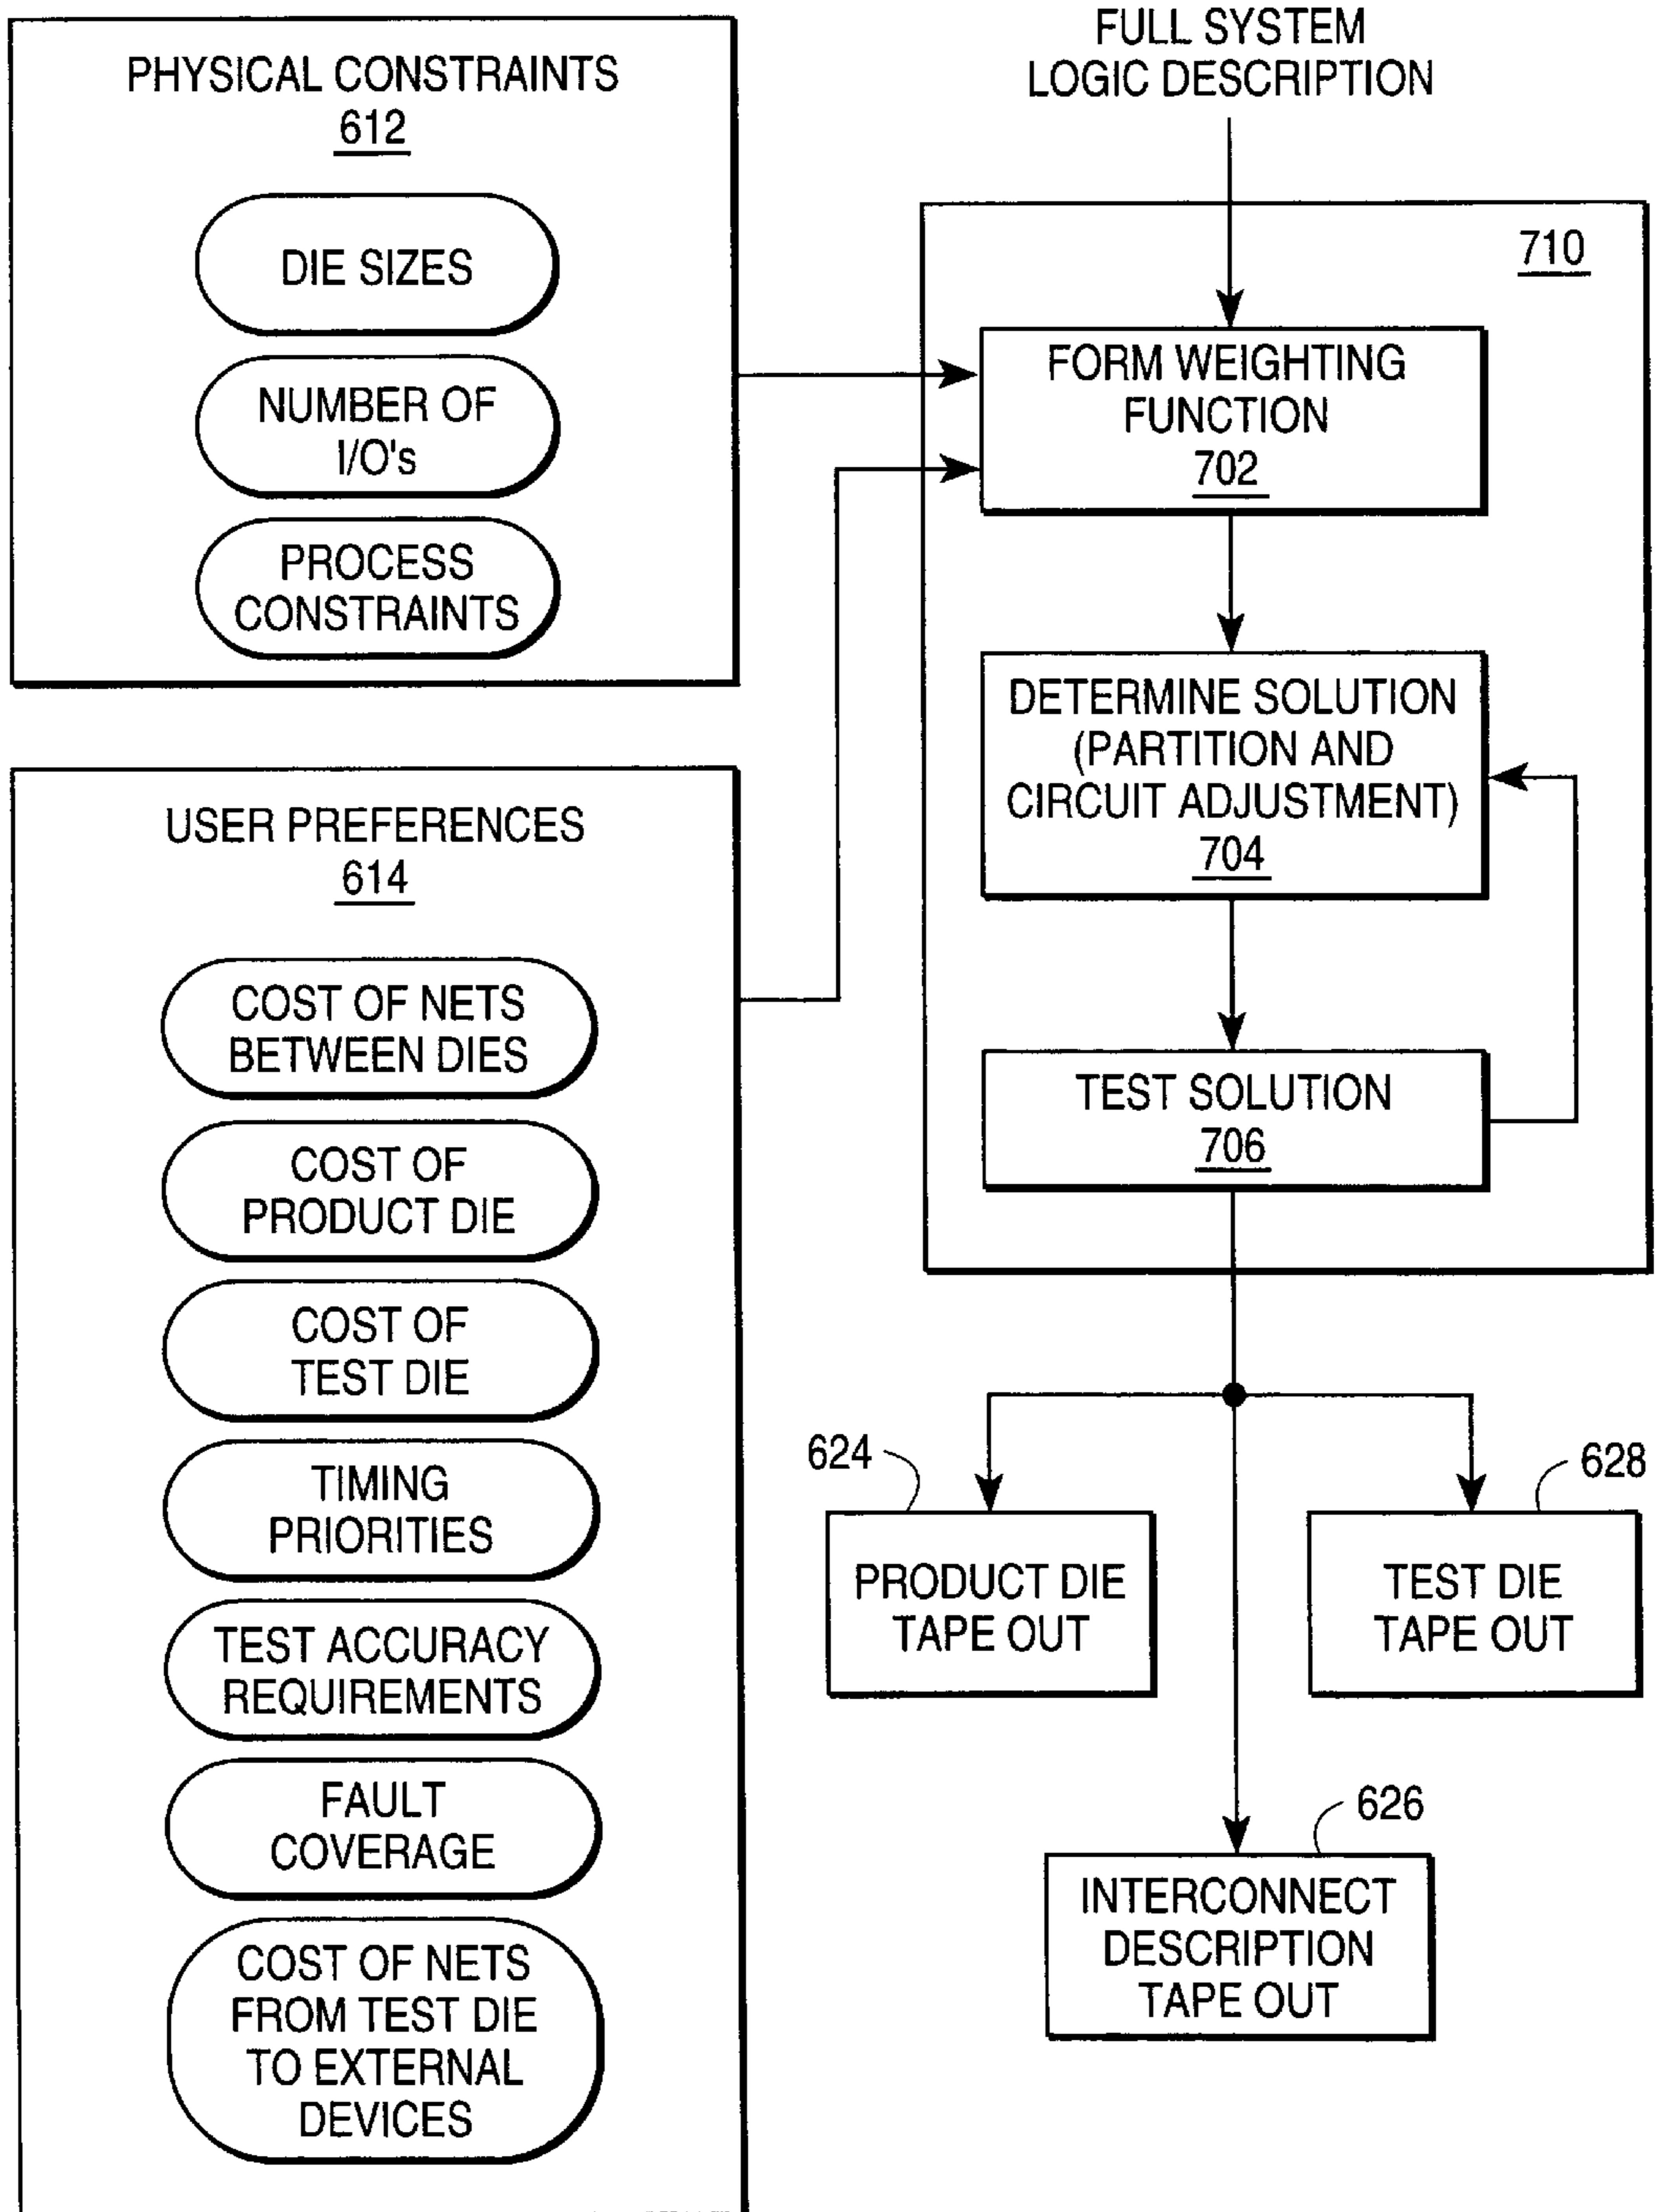 PHYSICAL CONSTRAINTS
612
DIE SIZES
NUMBER OF
I/O's
PROCESS
CONSTRAINTS
USER PREFERENCES
614
COST OF NETS
BETWEEN DIES
COST OF
PRODUCT DIE
COST OF
TEST DIE
TIMING
PRIORITIES
TEST ACCURACY
REQUIREMENTS
FAULT
COVERAGE
COST OF NETS
FROM TEST DIE
TO EXTERNAL
DEVICES
FULL SYSTEM
LOGIC DESCRIPTION
710
FORM WEIGHTING
FUNCTION
702
DETERMINE SOLUTION
(PARTITION AND
CIRCUIT ADJUSTMENT)
704
TEST SOLUTION
706
624
PRODUCT DIE
TAPE OUT
628
TEST DIE
TAPE OUT
626
INTERCONNECT
DESCRIPTION
TAPE OUT